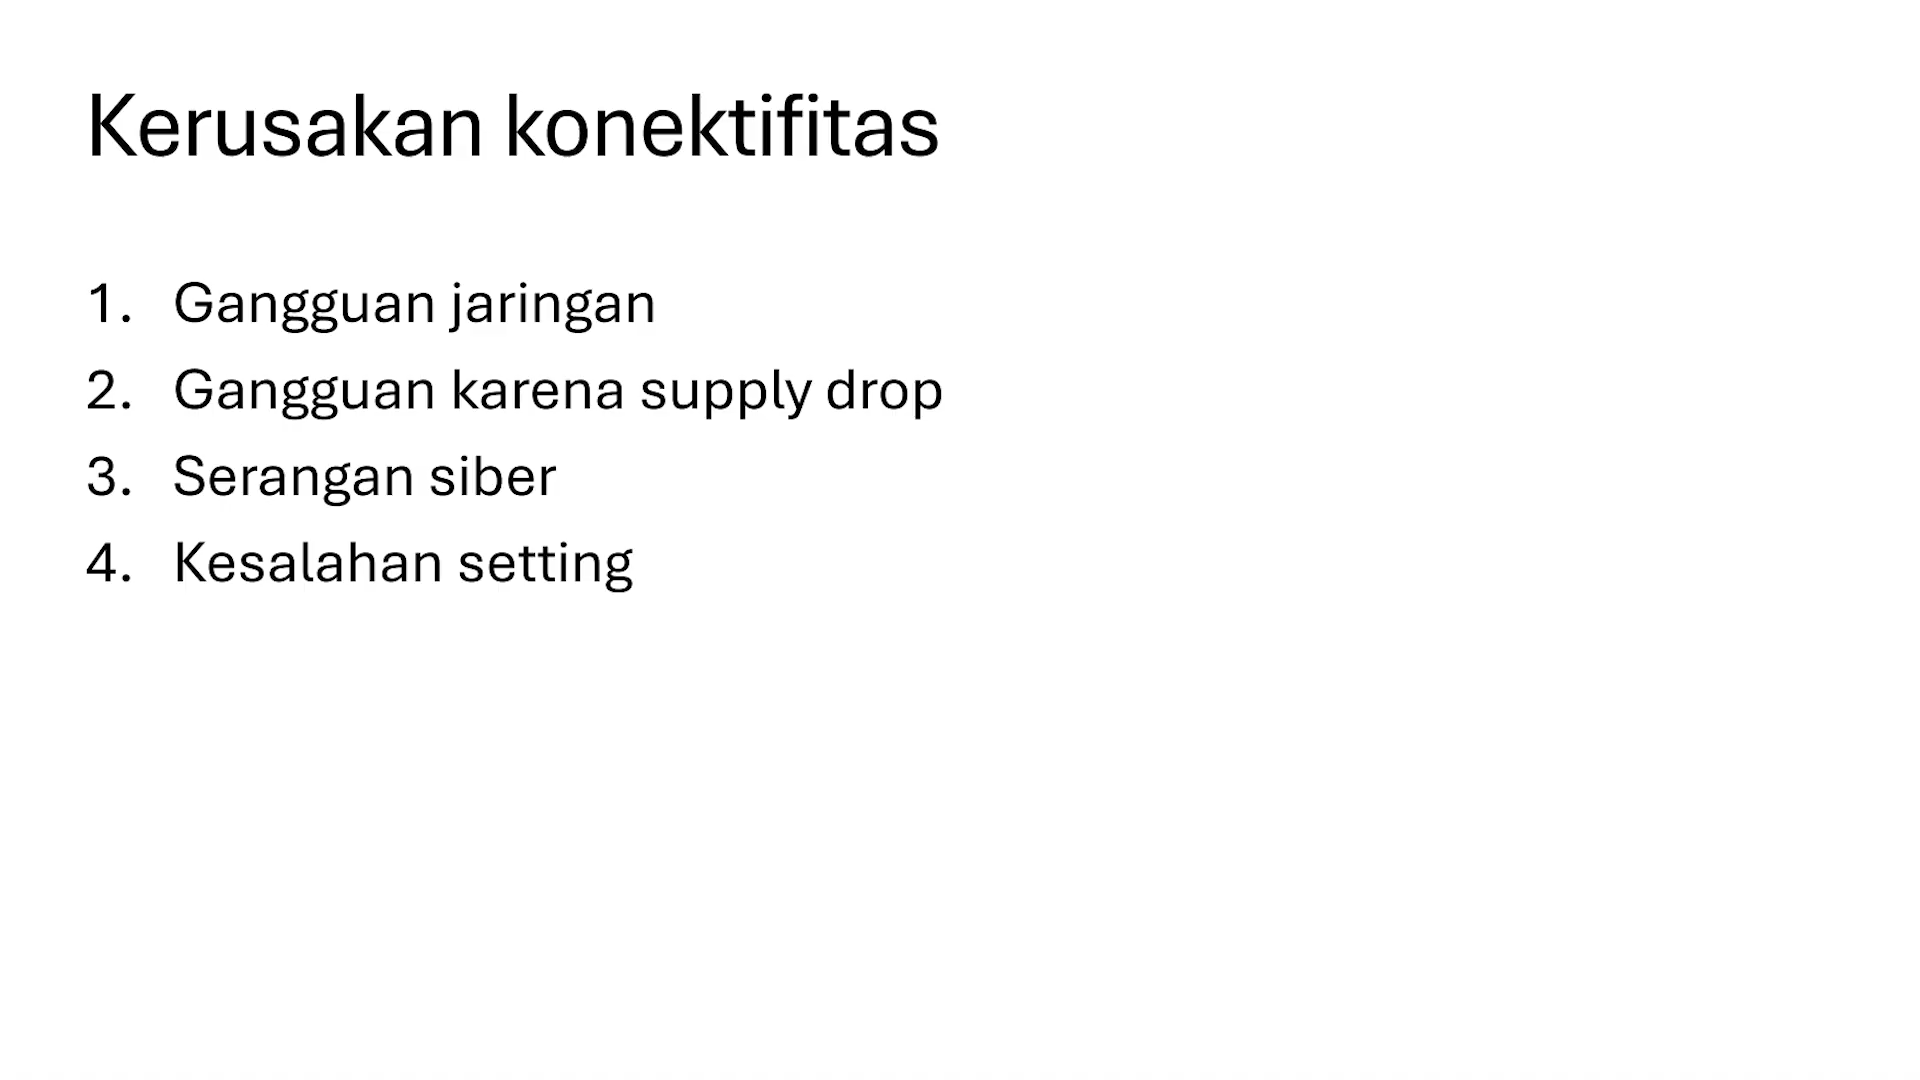 Kerusakan konektifitas
1. Gangguan jaringan
2. Gangguan karena supply drop
3. Serangan siber
4. Kesalahan setting